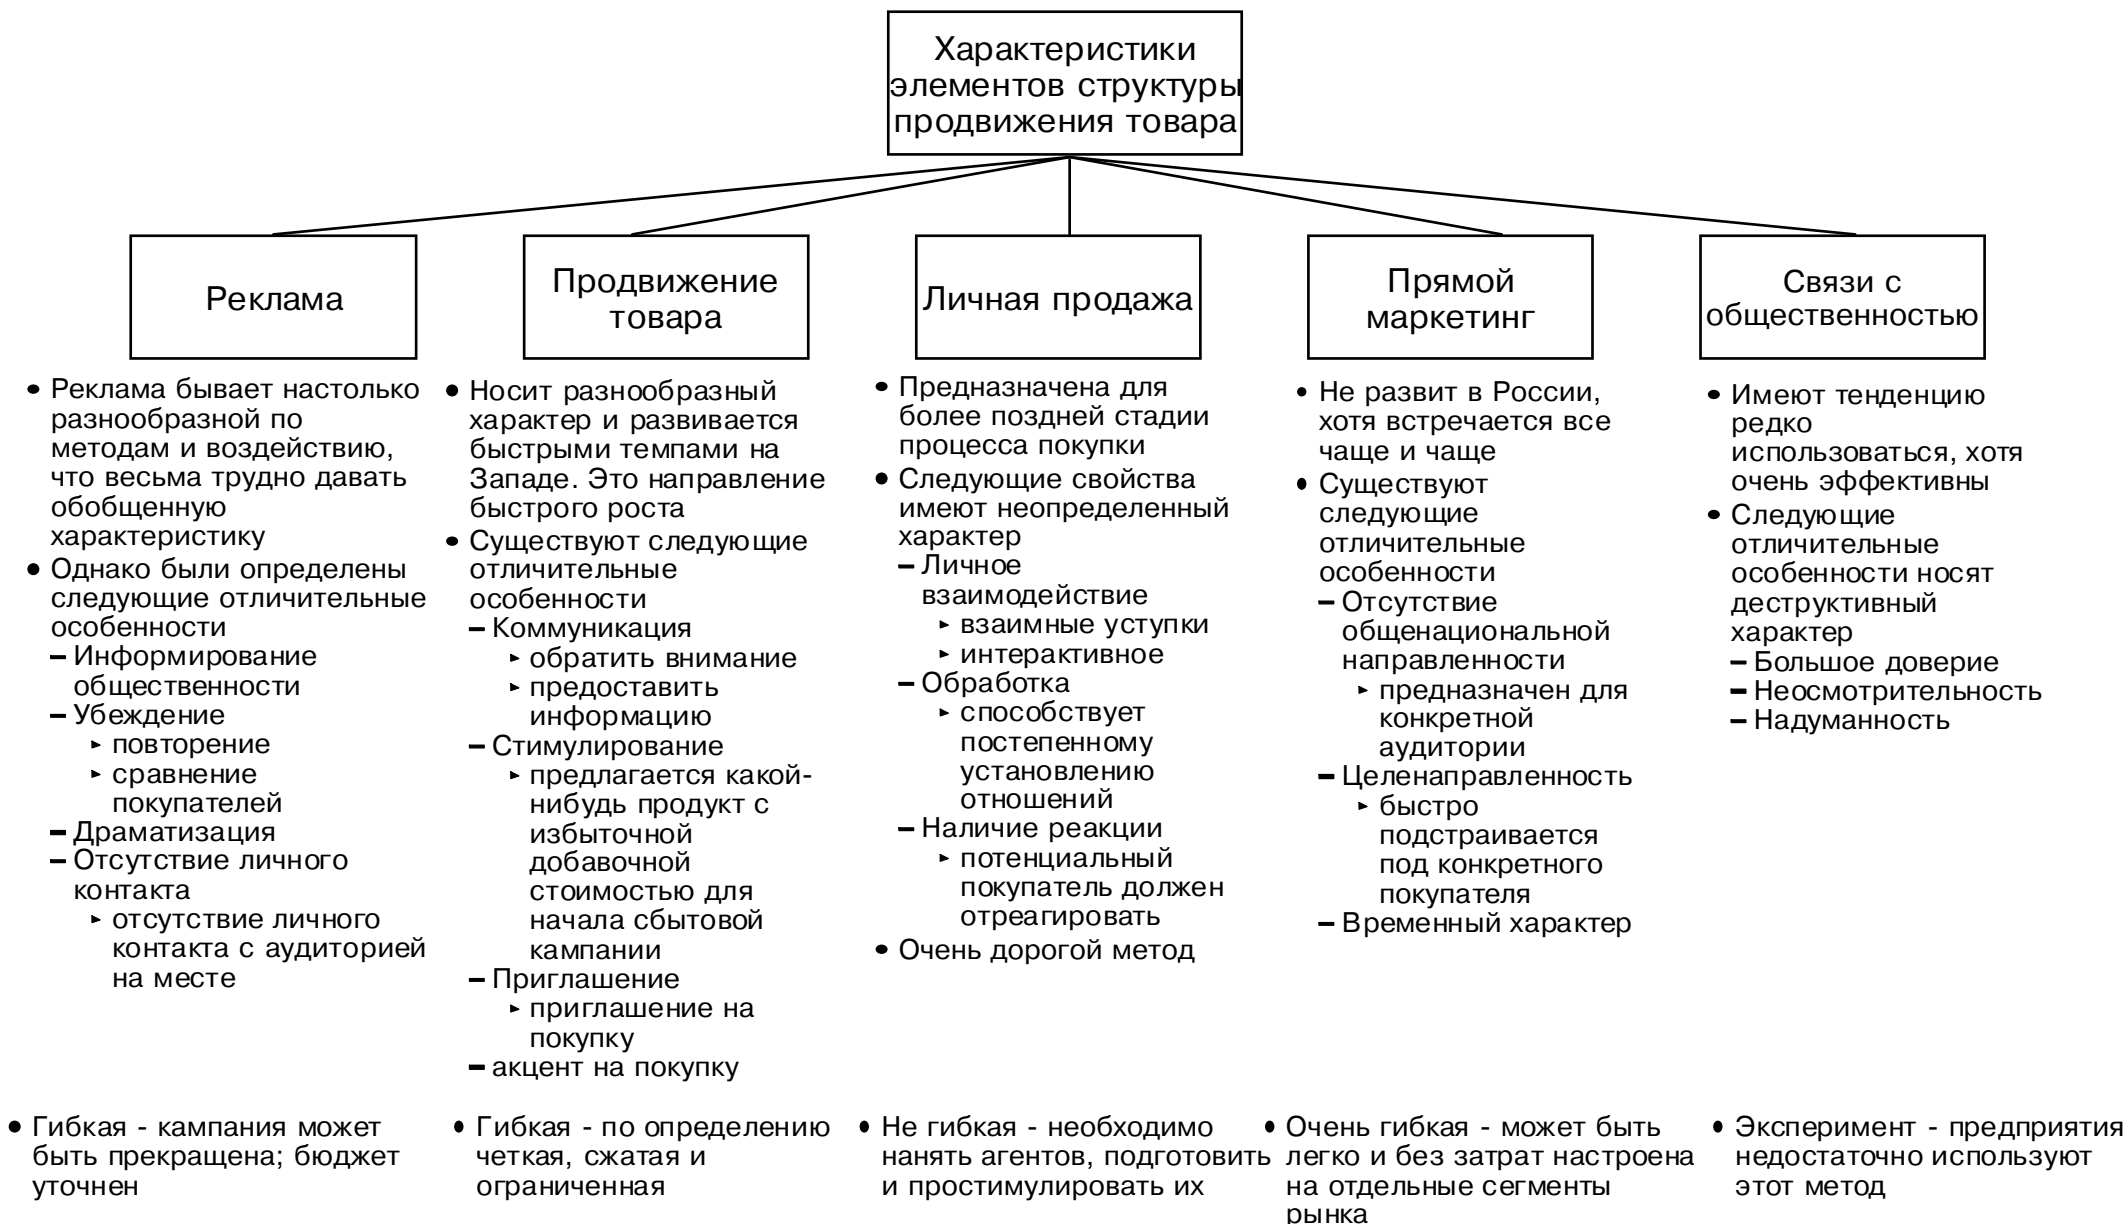 Характеристики
элементов структуры
продвижения товара
Реклама
• Реклама бывает настолько
разнообразной по
методам и воздействию,
что весьма трудно давать
обобщенную
характеристику
• Однако были определены
следующие отличительные
особенности
– Информирование
общественности
– Убеждение
▸ повторение
▸ сравнение
покупателей
– Драматизация
– Отсутствие личного
контакта
▸ отсутствие личного
контакта с аудиторией
на месте
• Гибкая - кампания может
быть прекращена; бюджет
уточнен
Продвижение
товара
• Носит разнообразный
характер и развивается
быстрыми темпами на
Западе. Это направление
быстрого роста
• Существуют следующие
отличительные
особенности
– Коммуникация
▸ обратить внимание
▸ предоставить
информацию
– Стимулирование
▸ предлагается какой-
нибудь продукт с
избыточной
добавочной
стоимостью для
начала сбытовой
кампании
– Приглашение
▸ приглашение на
покупку
– акцент на покупку
• Гибкая - по определению
четкая, сжатая и
ограниченная
Личная продажа
• Предназначена для
более поздней стадии
процесса покупки
• Следующие свойства
имеют неопределенный
характер
– Личное
взаимодействие
▸ взаимные уступки
▸ интерактивное
– Обработка
▸ способствует
постепенному
установлению
отношений
– Наличие реакции
▸ потенциальный
покупатель должен
отреагировать
• Очень дорогой метод
• Не гибкая - необходимо
нанять агентов, подготовить
и простимулировать их
Прямой
маркетинг
• Не развит в России,
хотя встречается все
чаще и чаще
• Существуют
следующие
отличительные
особенности
– Отсутствие
общенациональной
направленности
▸ предназначен для
конкретной
аудитории
– Целенаправленность
▸ быстро
подстраивается
под конкретного
покупателя
– Временный характер
• Очень гибкая - может быть
легко и без затрат настроена
на отдельные сегменты
рынка
Связи с
общественностью
• Имеют тенденцию
редко
использоваться, хотя
очень эффективны
• Следующие
отличительные
особенности носят
деструктивный
характер
– Большое доверие
– Неосмотрительность
– Надуманность
• Эксперимент - предприятия
недостаточно используют
этот метод